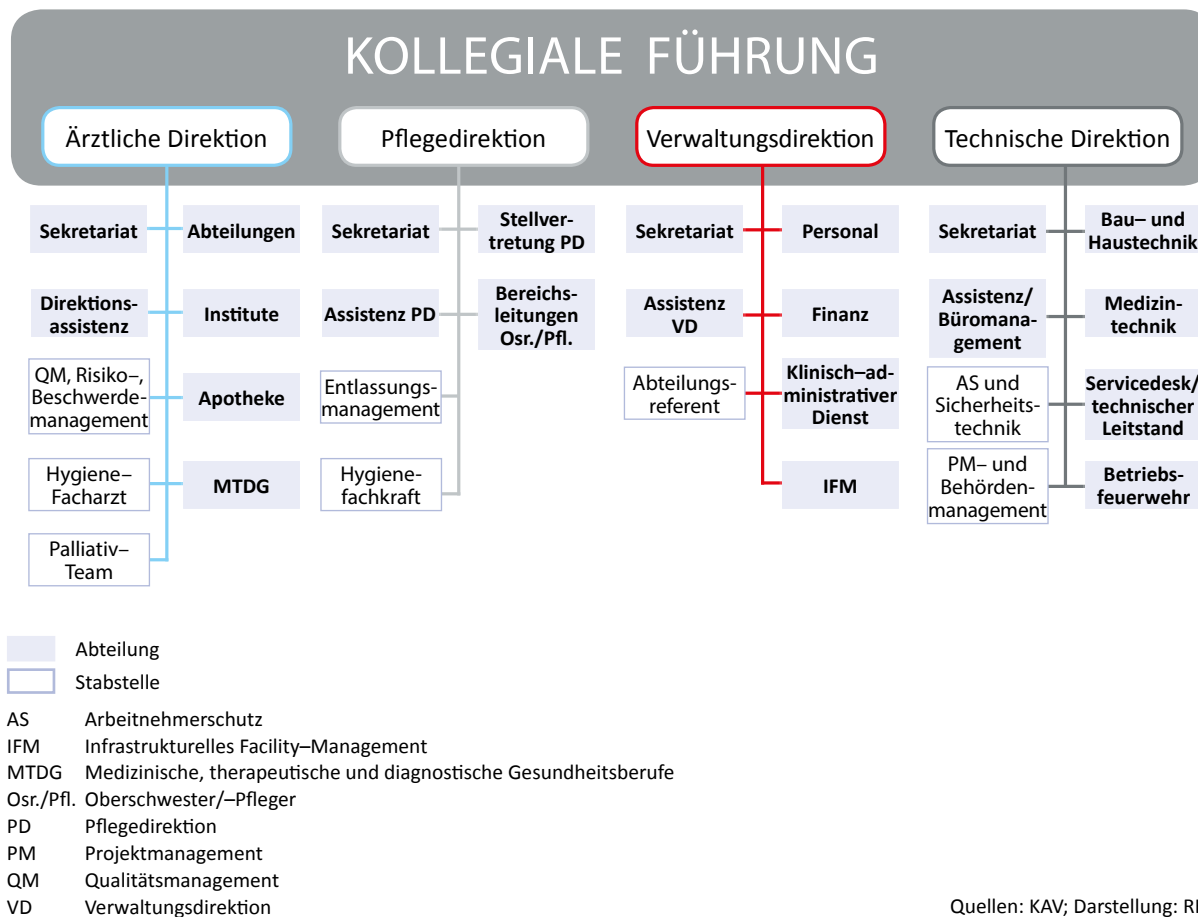 KOLLEGIALE FÜHRUNG
Ärztliche Direktion
Pflegedirektion
Verwaltungsdirektion
Technische Direktion
Sekretariat
Abteilungen
Direktions-
assistenz
Institute
QM, Risiko–,
Beschwerde-
management
Apotheke
Hygiene–
Facharzt
MTDG
Palliativ–
Team
Sekretariat
Stellver-
tretung PD
Assistenz PD
Bereichs-
leitungen
Osr./Pfl.
Entlassungs-
management
Hygiene-
fachkraft
Sekretariat
Personal
Assistenz
VD
Finanz
Abteilungs-
referent
Klinisch–ad-
ministrativer
Dienst
IFM
Sekretariat
Bau– und
Haustechnik
Assistenz/
Büromana-
gement
Medizin-
technik
AS und
Sicherheits-
technik
Servicedesk/
technischer
Leitstand
PM– und
Behörden-
management
Betriebs-
feuerwehr
Abteilung
Stabstelle
AS Arbeitnehmerschutz
IFM Infrastrukturelles Facility–Management
MTDG Medizinische, therapeutische und diagnostische Gesundheitsberufe
Osr./Pfl. Oberschwester/–Pfleger
PD Pflegedirektion
PM Projektmanagement
QM Qualitätsmanagement
VD Verwaltungsdirektion
Quellen: KAV; Darstellung: